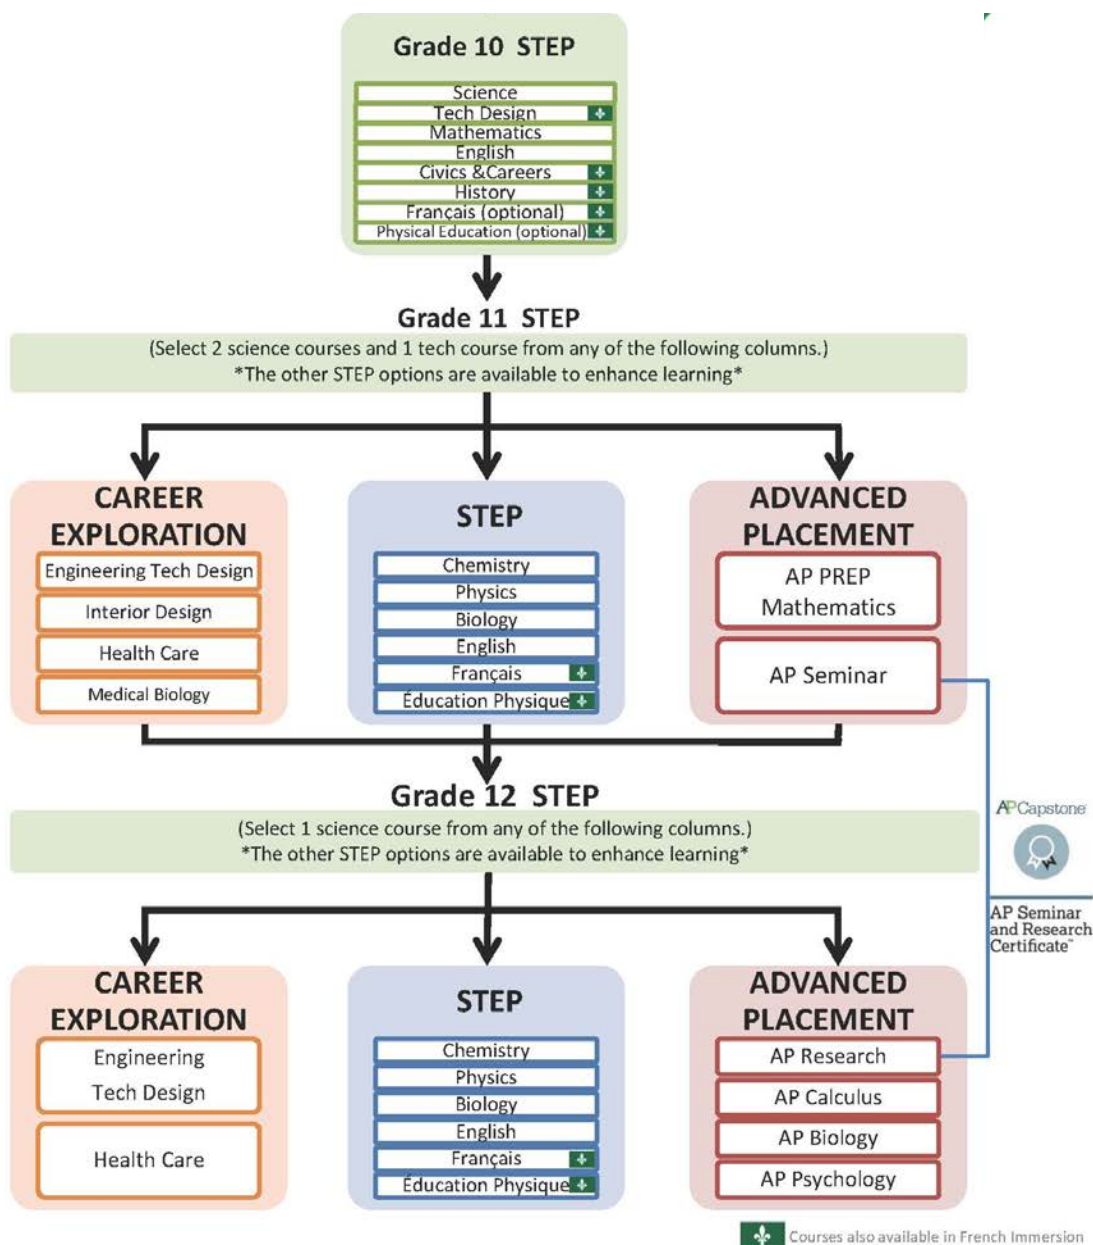 Grade 10 STEP
Science
Tech Design
Mathematics
English
Civics &Careers
History
Français (optional)
Physical Education (optional)
Grade 11 STEP
(Select 2 science courses and 1 tech course from any of the following columns.)
*The other STEP options are available to enhance learning*
CAREER
EXPLORATION
Engineering Tech Design
Interior Design
Health Care
Medical Biology
STEP
Chemistry
Physics
Biology
English
Français
Éducation Physique
ADVANCED
PLACEMENT
AP PREP
Mathematics
AP Seminar
Grade 12 STEP
(Select 1 science course from any of the following columns.)
*The other STEP options are available to enhance learning*
APCapstone
AP Seminar
and Research
Certificate™
CAREER
EXPLORATION
Engineering
Tech Design
Health Care
STEP
Chemistry
Physics
Biology
English
Français
Éducation Physique
ADVANCED
PLACEMENT
AP Research
AP Calculus
AP Biology
AP Psychology
Courses also available in French Immersion